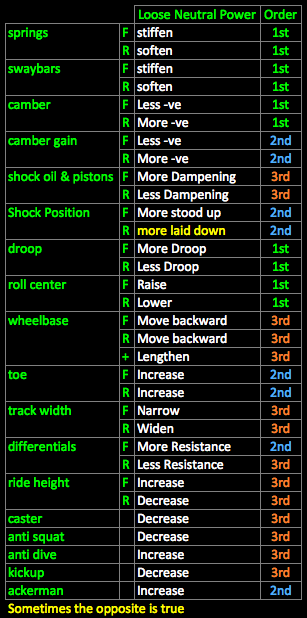 Loose Neutral Power Order
springs F stiffen 1st
R soften 1st
swaybars F stiffen 1st
R soften 1st
camber F Less -ve 1st
R More -ve 1st
camber gain F Less -ve 2nd
R More -ve 2nd
shock oil & pistons F More Dampening 3rd
R Less Dampening 3rd
Shock Position F More stood up 2nd
R more laid down 2nd
droop F More Droop 1st
R Less Droop 1st
roll center F Raise 1st
R Lower 1st
wheelbase F Move backward 3rd
R Move backward 3rd
+ Lengthen 3rd
toe F Increase 2nd
R Increase 2nd
track width F Narrow 3rd
R Widen 3rd
differentials F More Resistance 2nd
R Less Resistance 3rd
ride height F Increase 3rd
R Decrease 3rd
caster Decrease 3rd
anti squat Decrease 3rd
anti dive Increase 3rd
kickup Decrease 3rd
ackerman Increase 2nd
Sometimes the opposite is true